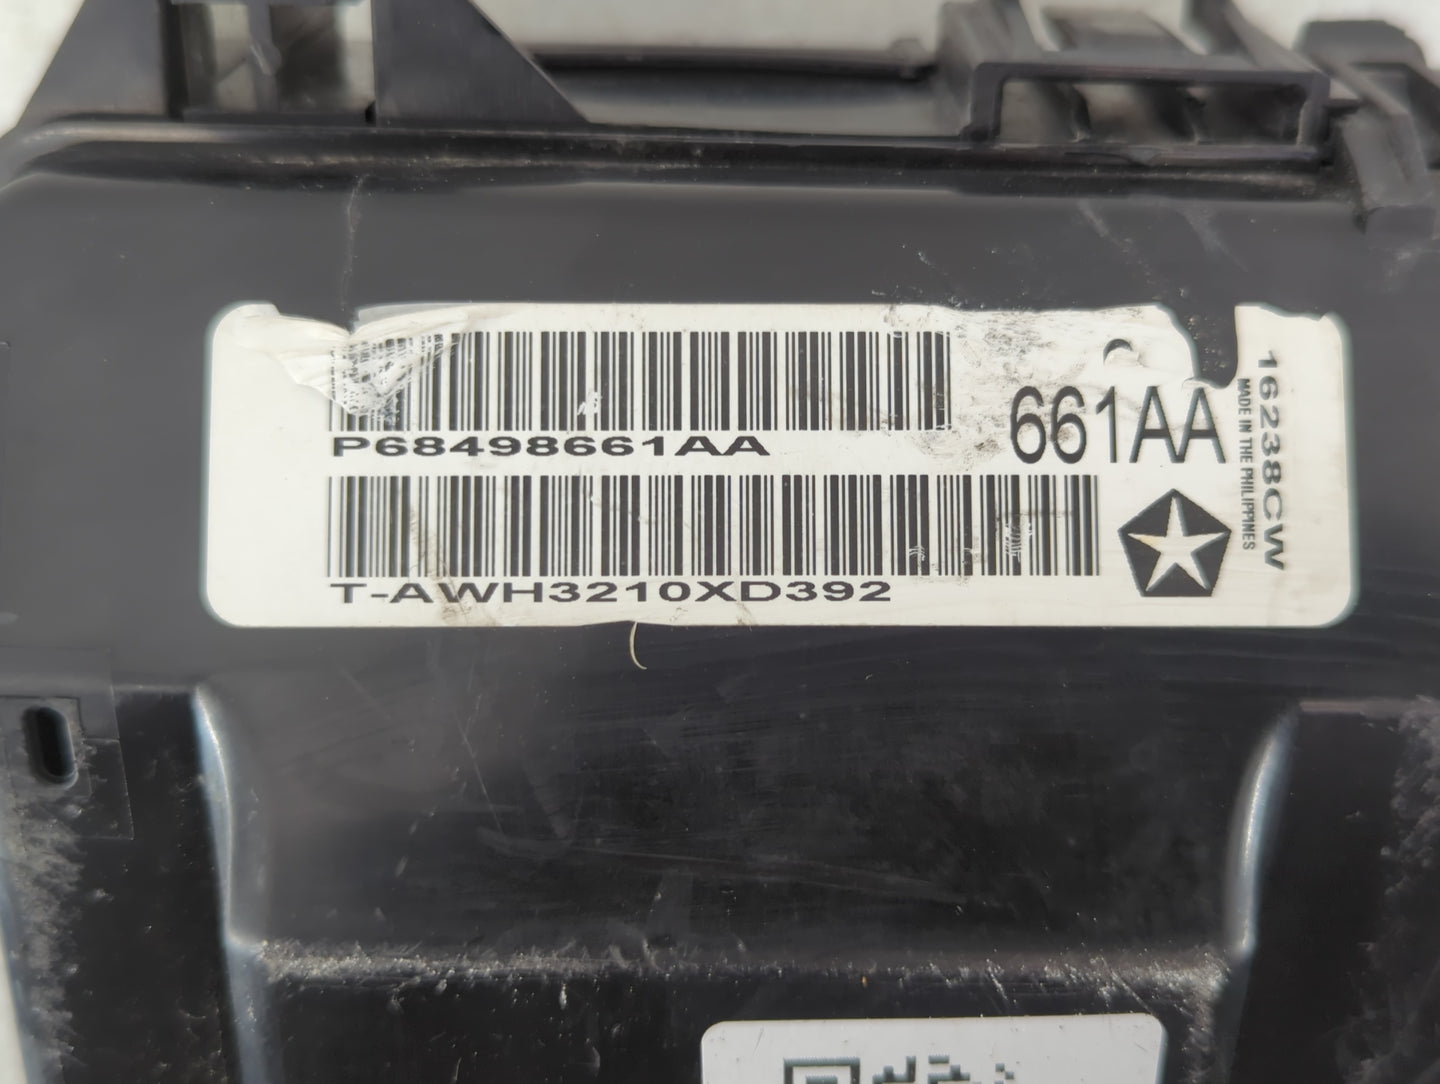 P68498661AA
661AA
T-AWH3210XD392
16238CW
MADE IN THE PHILIPPINES